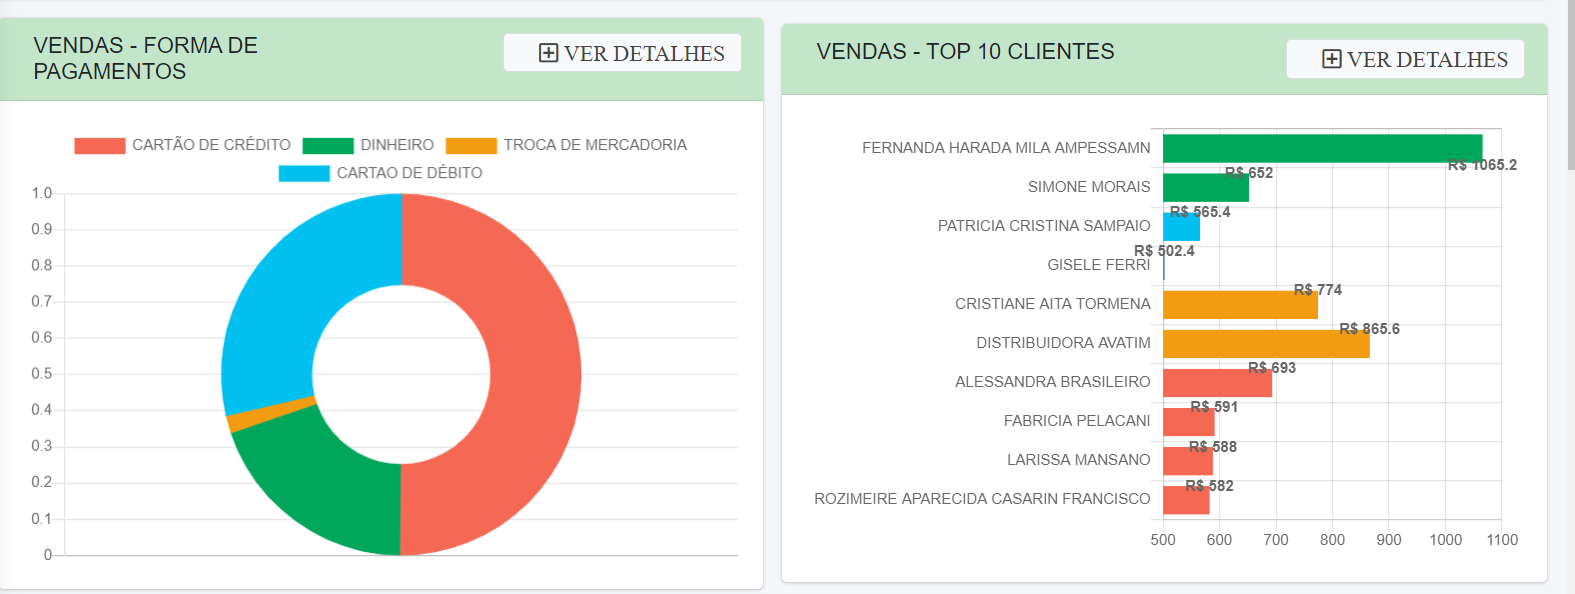 VENDAS - FORMA DE
PAGAMENTOS
VER DETALHES
CARTÃO DE CRÉDITO
DINHEIRO
TROCA DE MERCADORIA
CARTAO DE DÉBITO
1.0
0.9
0.8
0.7
0.6
0.5
0.4
0.3
0.2
0.1
0
VENDAS - TOP 10 CLIENTES
VER DETALHES
FERNANDA HARADA MILA AMPESSAMN
R$ 1065.2
SIMONE MORAIS
R$ 652
PATRICIA CRISTINA SAMPAIO
R$ 565.4
GISELE FERRI
R$ 502.4
CRISTIANE AITA TORMENA
R$ 774
DISTRIBUIDORA AVATIM
R$ 865.6
ALESSANDRA BRASILEIRO
R$ 693
FABRICIA PELACANI
R$ 591
LARISSA MANSANO
R$ 588
ROZIMEIRE APARECIDA CASARIN FRANCISCO
R$ 582
500 600 700 800 900 1000 1100